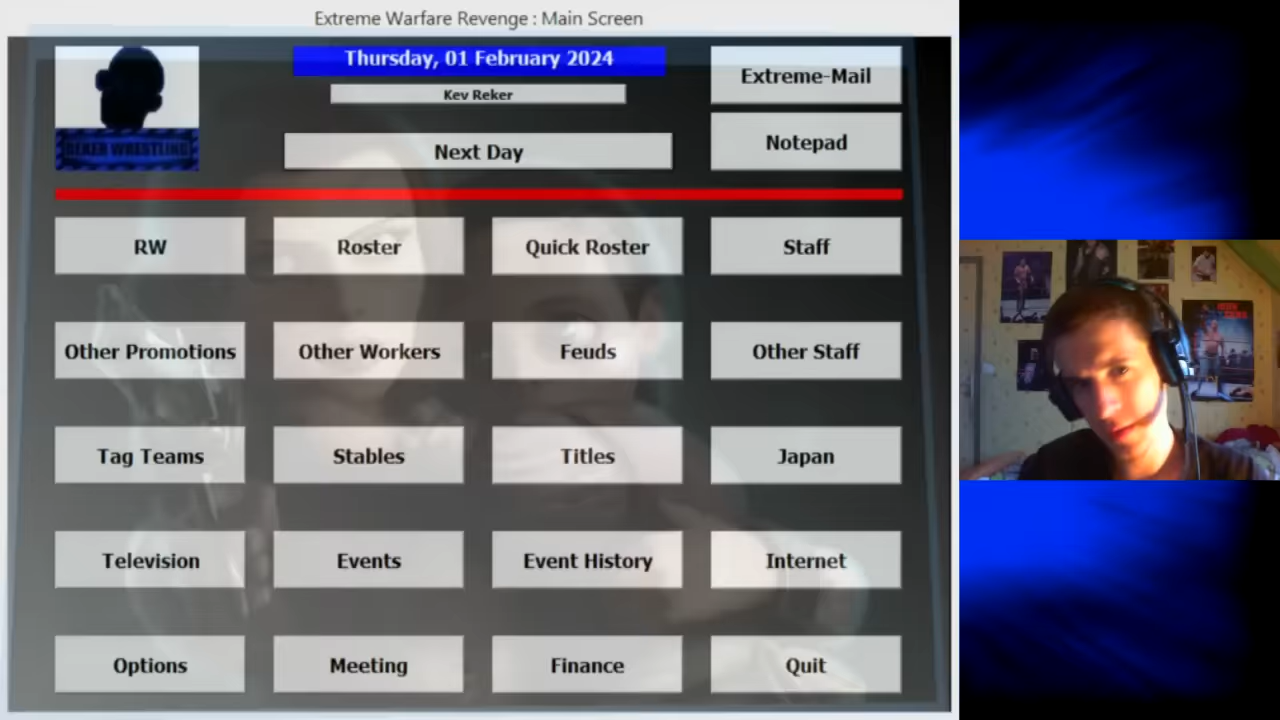 Extreme Warfare Revenge : Main Screen
Thursday, 01 February 2024
Kev Reker
Extreme-Mail
Notepad
Next Day
REKER WRESTLING
RW
Roster
Quick Roster
Staff
Other Promotions
Other Workers
Feuds
Other Staff
Tag Teams
Stables
Titles
Japan
Television
Events
Event History
Internet
Options
Meeting
Finance
Quit